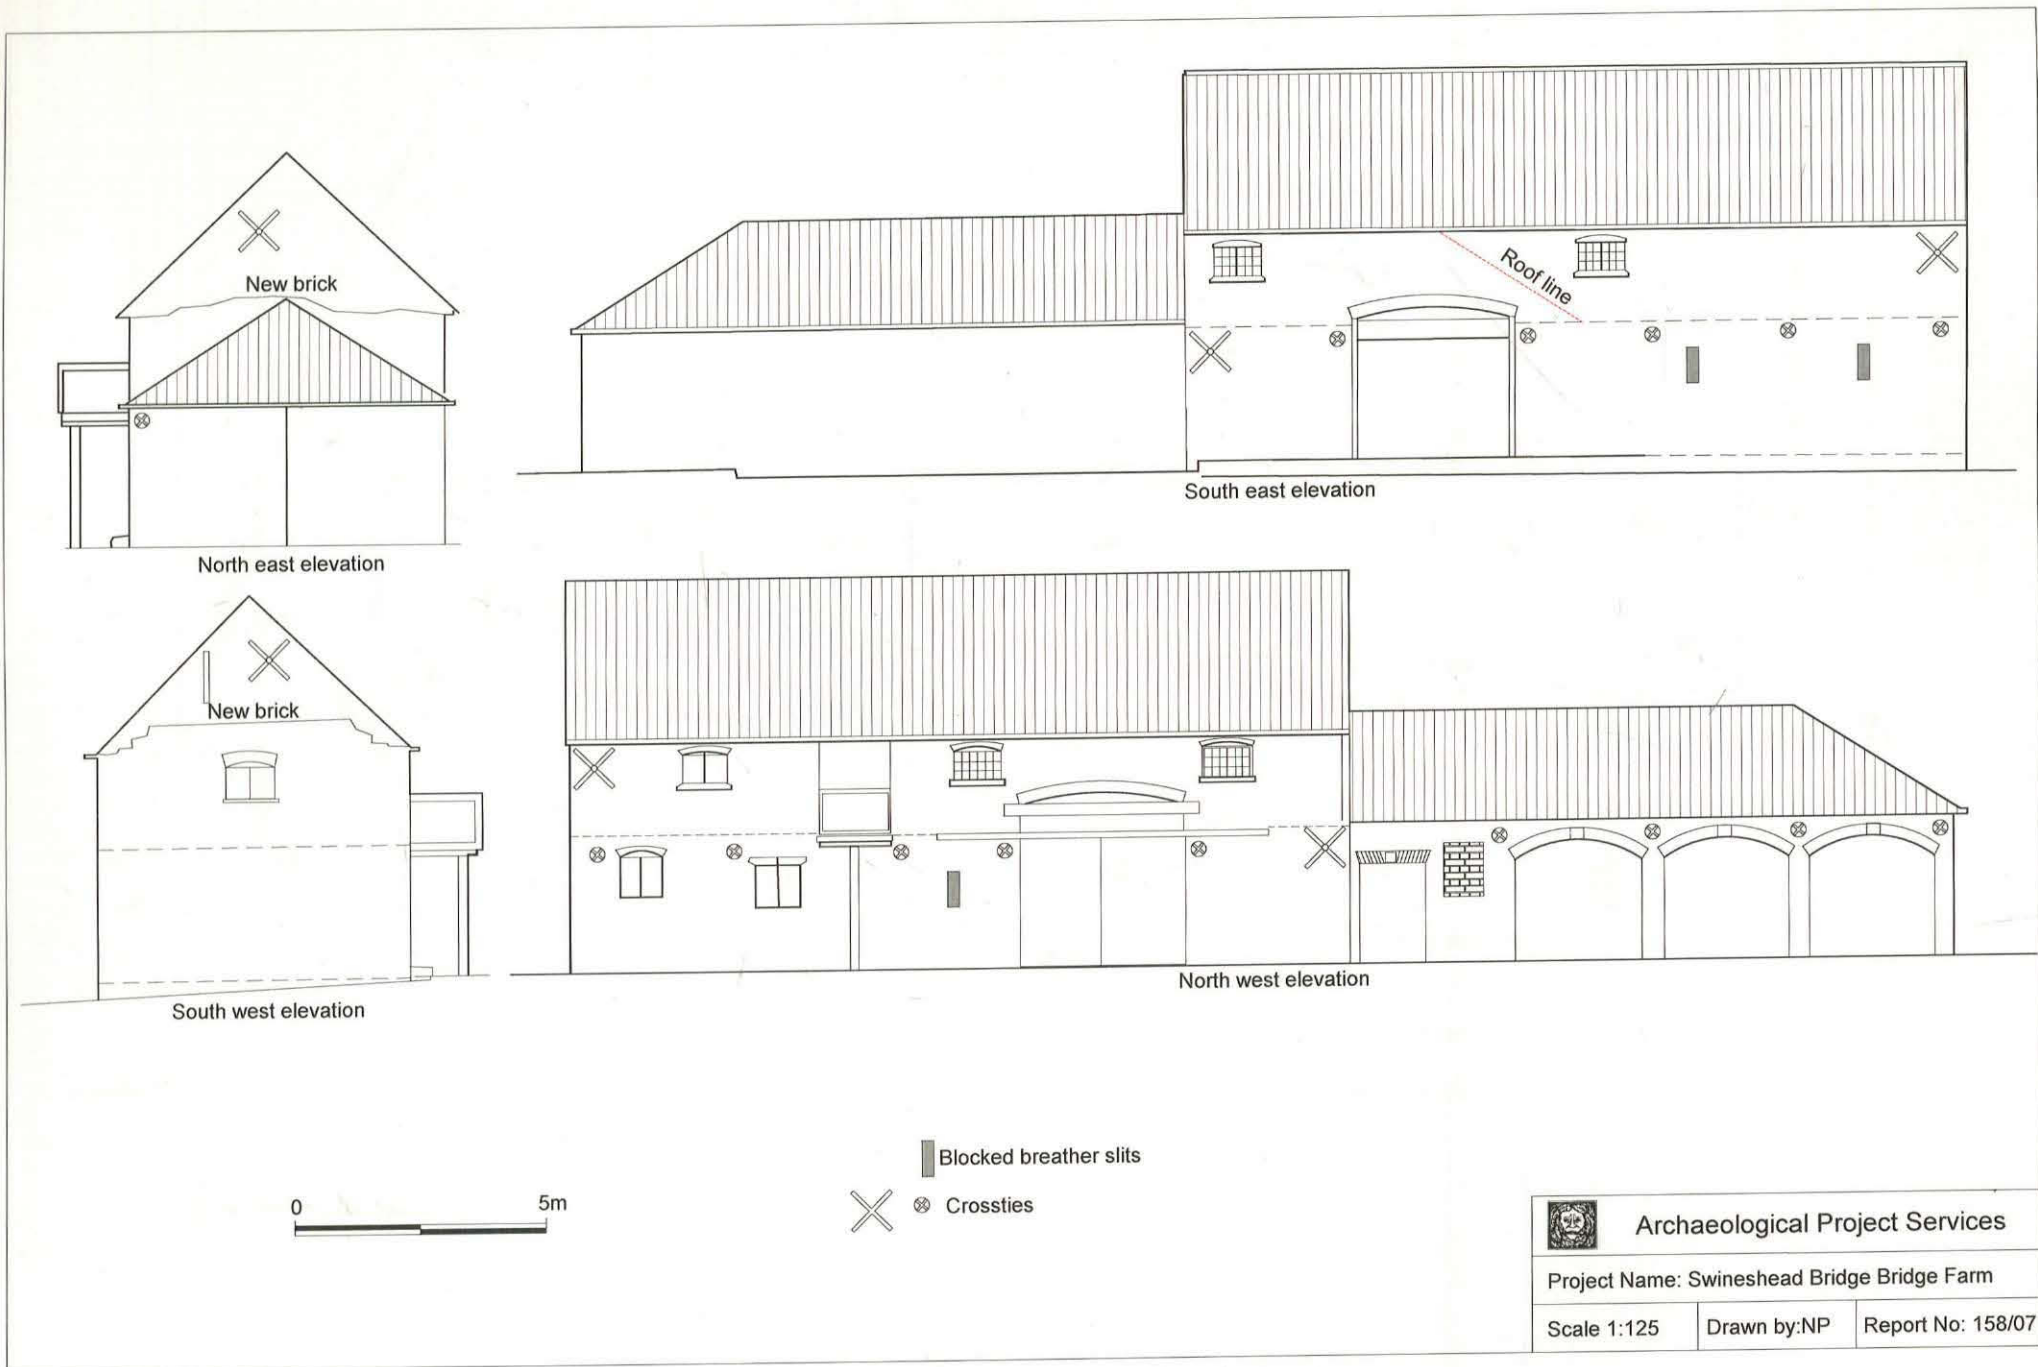 New brick
North east elevation
Roof line
South east elevation
New brick
South west elevation
North west elevation
0 5m
Blocked breather slits
Crossties
Archaeological Project Services
Project Name: Swineshead Bridge Bridge Farm
Scale 1:125
Drawn by:NP
Report No: 158/07